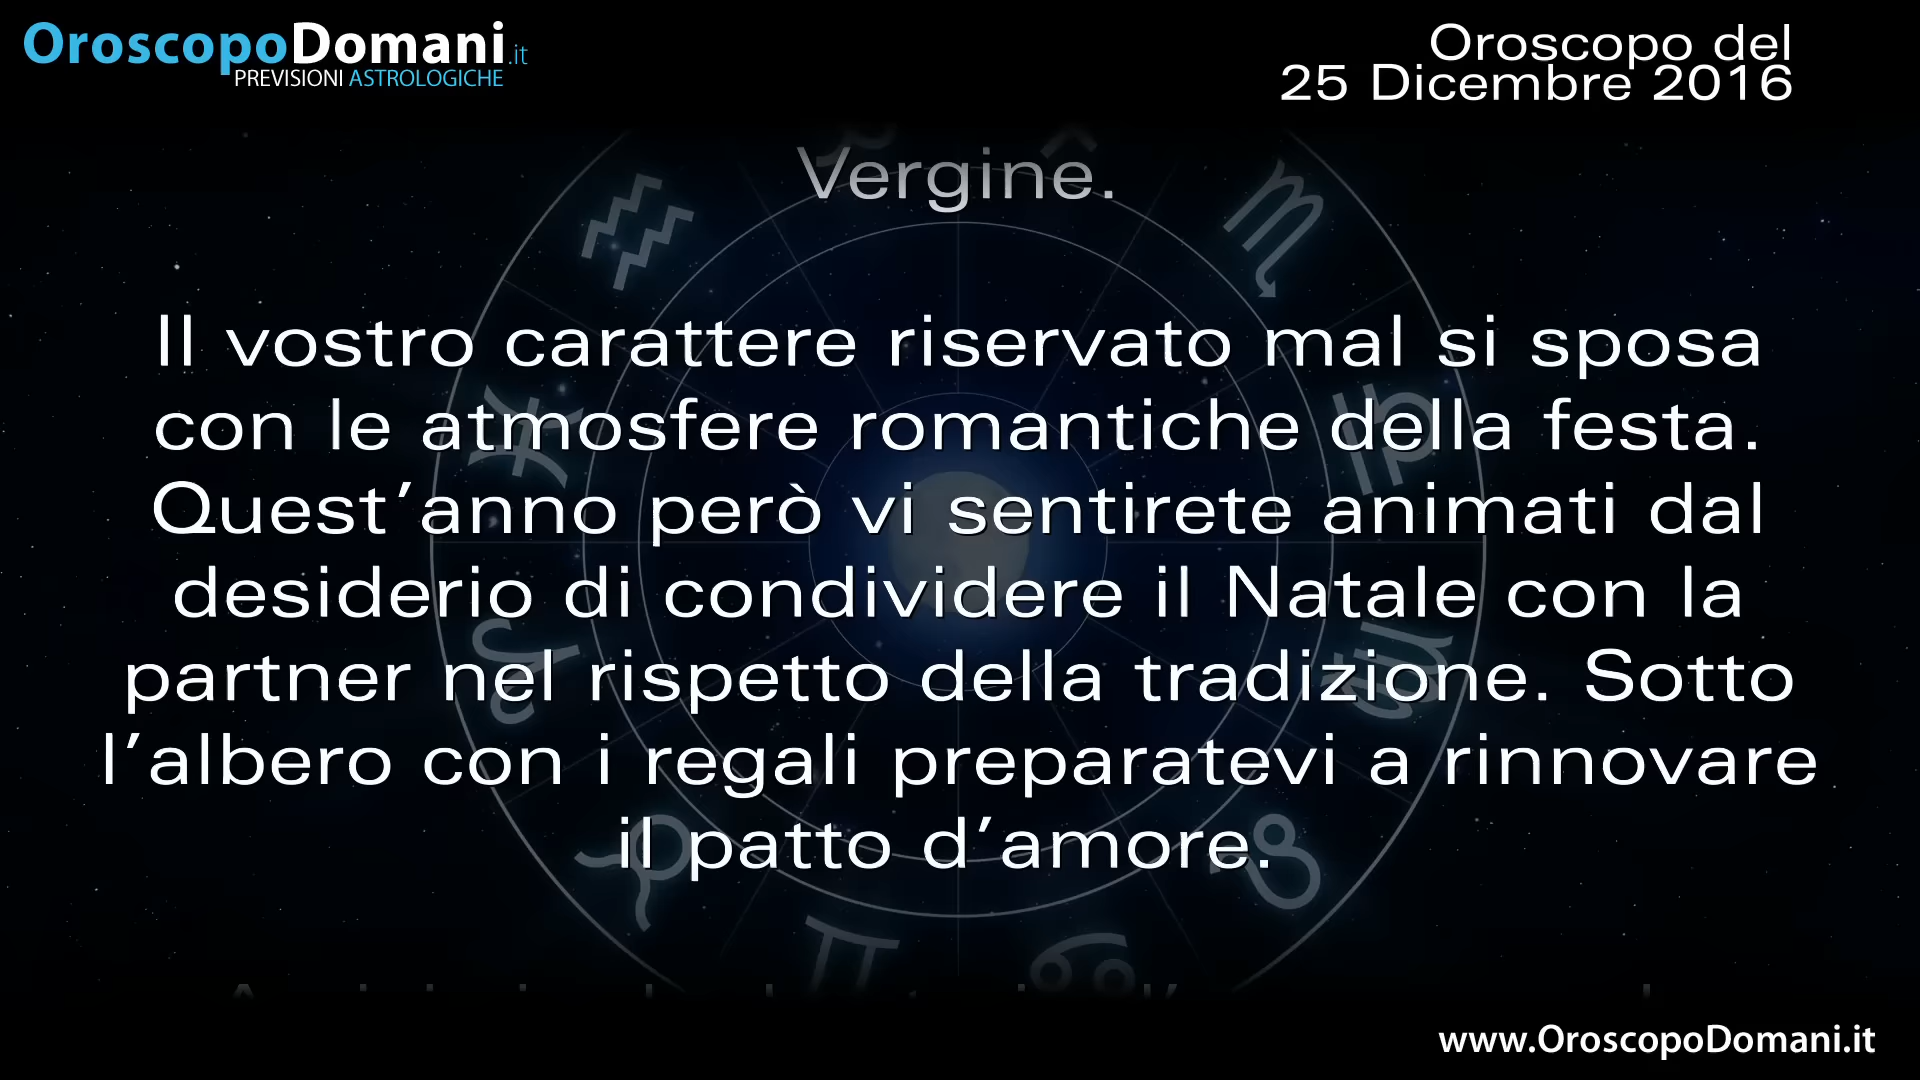 OroscopoDomani.it
PREVISIONI ASTROLOGICHE
Oroscopo del
25 Dicembre 2016
Vergine.
Il vostro carattere riservato mal si sposa
con le atmosfere romantiche della festa.
Quest’anno però vi sentirete animati dal
desiderio di condividere il Natale con la
partner nel rispetto della tradizione. Sotto
l’albero con i regali preparatevi a rinnovare
il patto d’amore.
www.OroscopoDomani.it